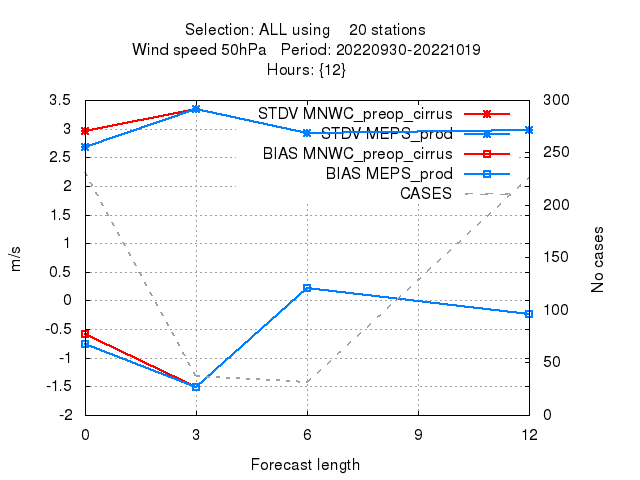 Selection: ALL using 20 stations
Wind speed 50hPa Period: 20220930-20221019
Hours: {12}
3.5
3
2.5
2
1.5
1
0.5
0
-0.5
-1
-1.5
-2
m/s
STDV MNWC_preop_cirrus
STDV MEPS_prod
BIAS MNWC_preop_cirrus
BIAS MEPS_prod
CASES
300
250
200
150
100
50
0
No cases
0 3 6 9 12
Forecast length